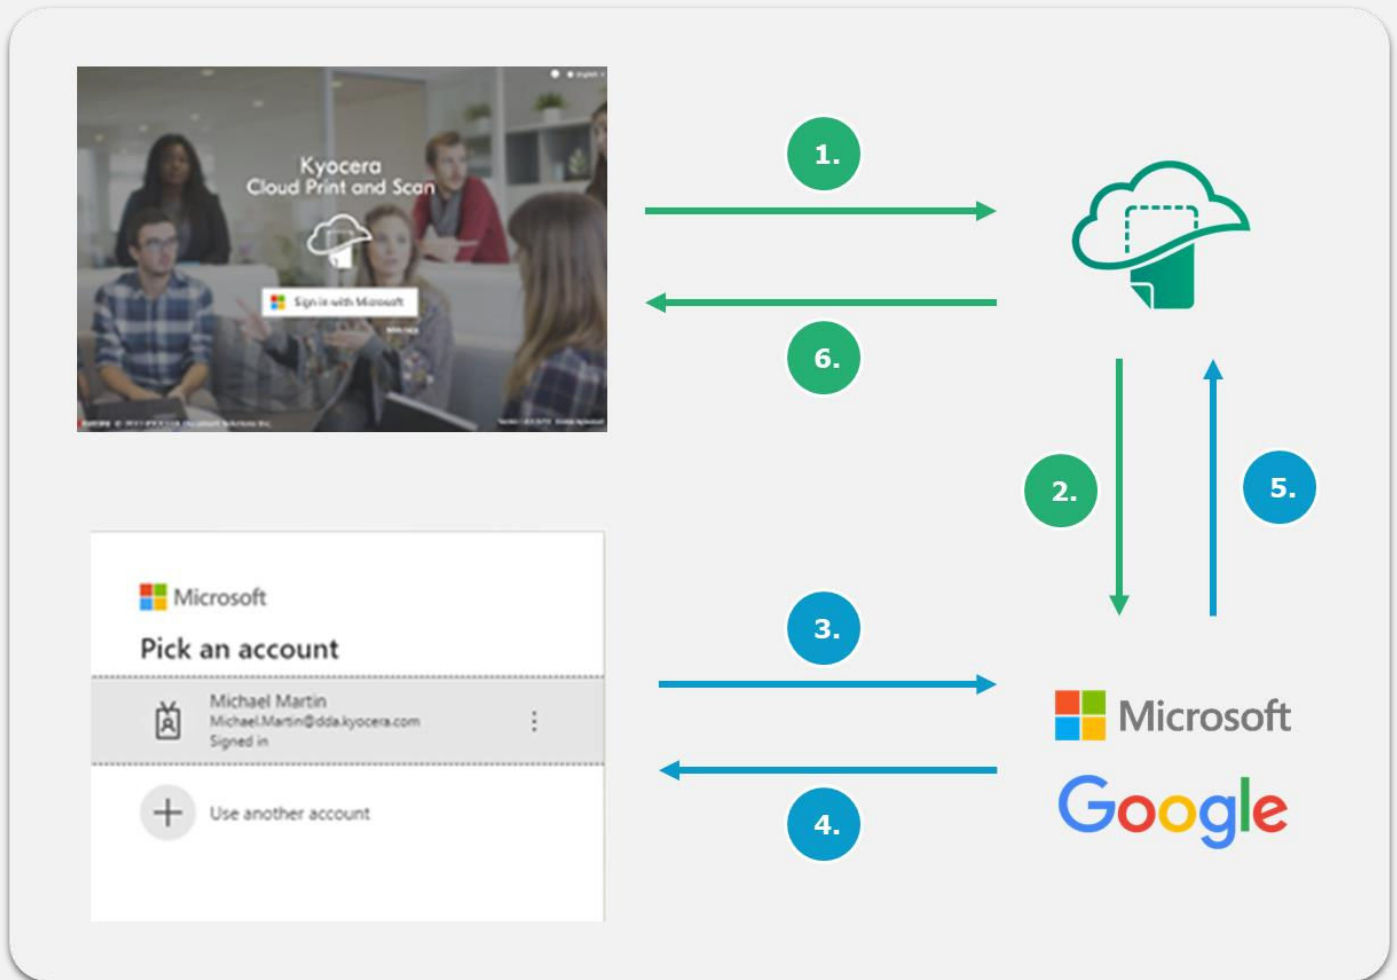 English
Kyocera
Cloud Print and Scan
Sign in with Microsoft
1.
6.
2.
5.
Microsoft
Pick an account
Michael Martin
Michael.Martin@dda.kyocera.com
Signed in
Use another account
3.
4.
Microsoft
Google